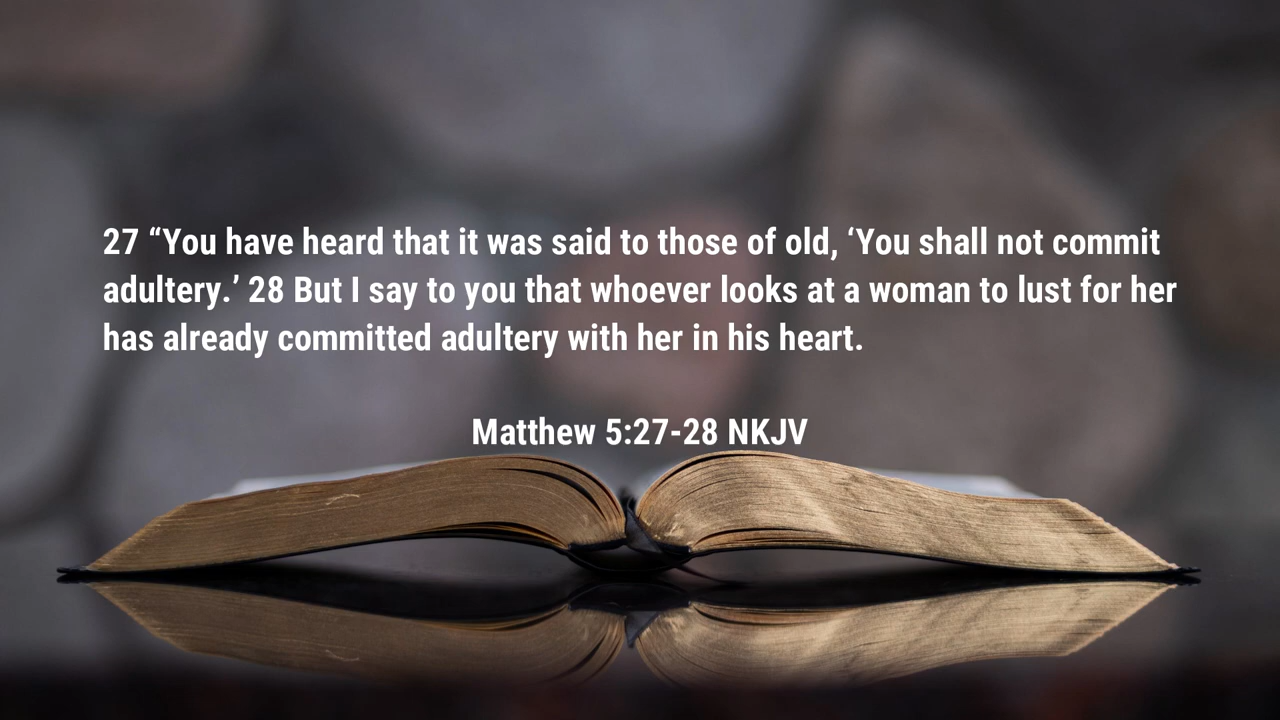 27 “You have heard that it was said to those of old, ‘You shall not commit
adultery.’ 28 But I say to you that whoever looks at a woman to lust for her
has already committed adultery with her in his heart.
Matthew 5:27-28 NKJV